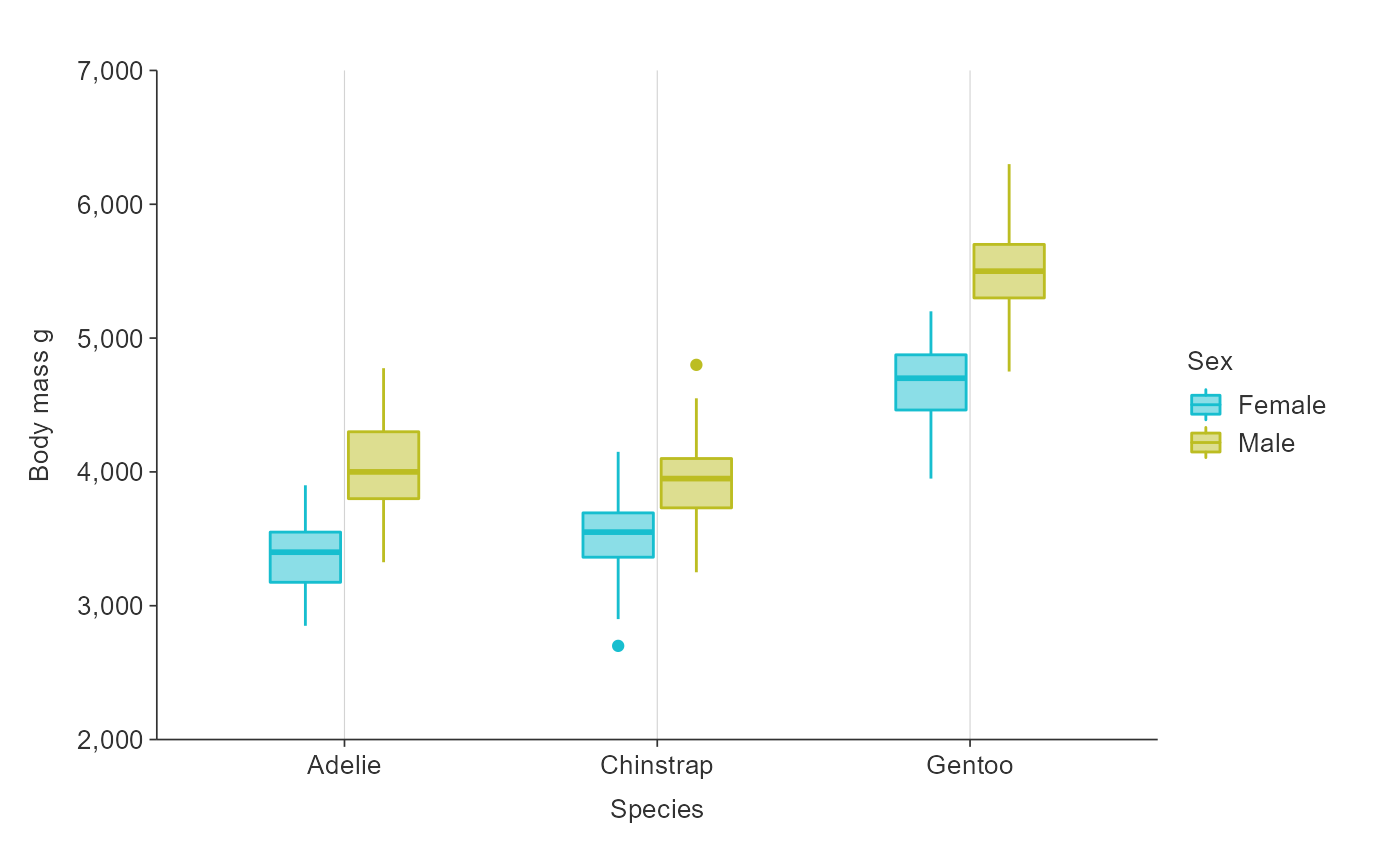 7,000
6,000
5,000
4,000
3,000
2,000
Body mass g
Adelie
Chinstrap
Gentoo
Species
Sex
Female
Male